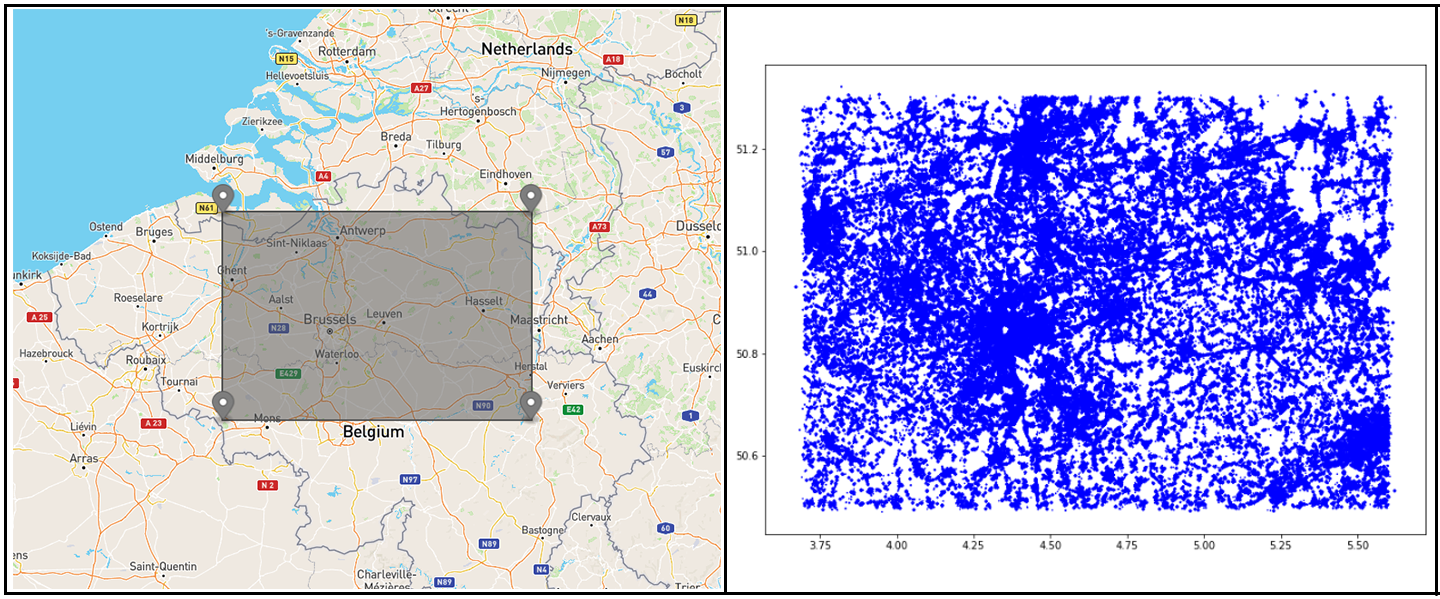 Utrecht
N18
's-Gravenzande
Rotterdam
Netherlands
N15
A18
Hellevoetsluis
Nijmegen
Bocholt
A27
's-
Hertogenbosch
3
Zierikzee
Breda
Tilburg
57
Middelburg
Eindhoven
A4
N61
Ostend
Bruges
Antwerp
A73
Sint-Niklaas
Koksijde-Bad
Ghent
44
Roeselare
Aalst
Hasselt
A 25
Kortrijk
N28
Brussels
Leuven
Maastricht
Hazebrouck
Roubaix
Waterloo
Aachen
Tournai
E429
Herstal
Verviers
A 23
Mons
N90
E42
1
Liévin
Belgium
Arras
N 2
N97
Clervaux
60
Bastogne
N89
Saint-Quentin
N4
Charleville-
Mézières
N89
Trier
51.2
51.0
50.8
50.6
3.75 4.00 4.25 4.50 4.75 5.00 5.25 5.50